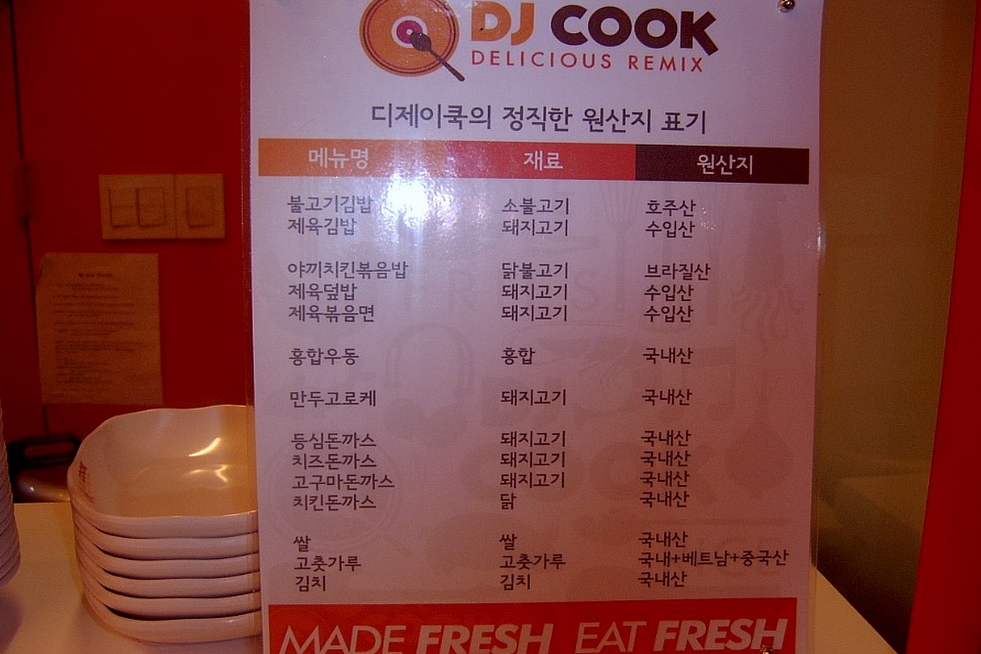 DJ COOK
DELICIOUS REMIX
디제이쿡의 정직한 원산지 표기
메뉴명 재료 원산지
불고기김밥 소불고기 호주산
제육김밥 돼지고기 수입산
야끼치킨볶음밥 닭불고기 브라질산
제육덮밥 돼지고기 수입산
제육볶음면 돼지고기 수입산
홍합우동 홍합 국내산
만두고로케 돼지고기 국내산
등심돈까스 돼지고기 국내산
치즈돈까스 돼지고기 국내산
고구마돈까스 돼지고기 국내산
치킨돈까스 닭 국내산
쌀 쌀 국내산
고춧가루 고춧가루 국내+베트남+중국산
김치 김치 국내산
MADE FRESH EAT FRESH